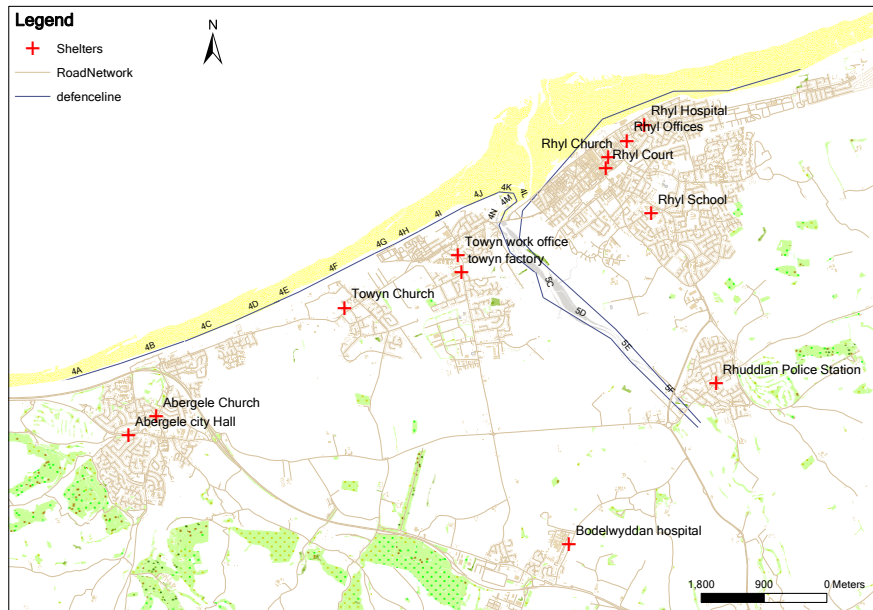 Legend
Shelters
RoadNetwork
defenceline
N
Rhyl Hospital
Rhyl Offices
Rhyl Church
Rhyl Court
Rhyl School
4K
4J
4M
4L
4N
4I
4H
4G
4F
4E
4D
4C
4B
4A
Towyn work office
towyn factory
Towyn Church
5C
5D
5E
5F
Rhuddlan Police Station
Abergele Church
Abergele city Hall
Bodelwyddan hospital
1,800 900 0 Meters